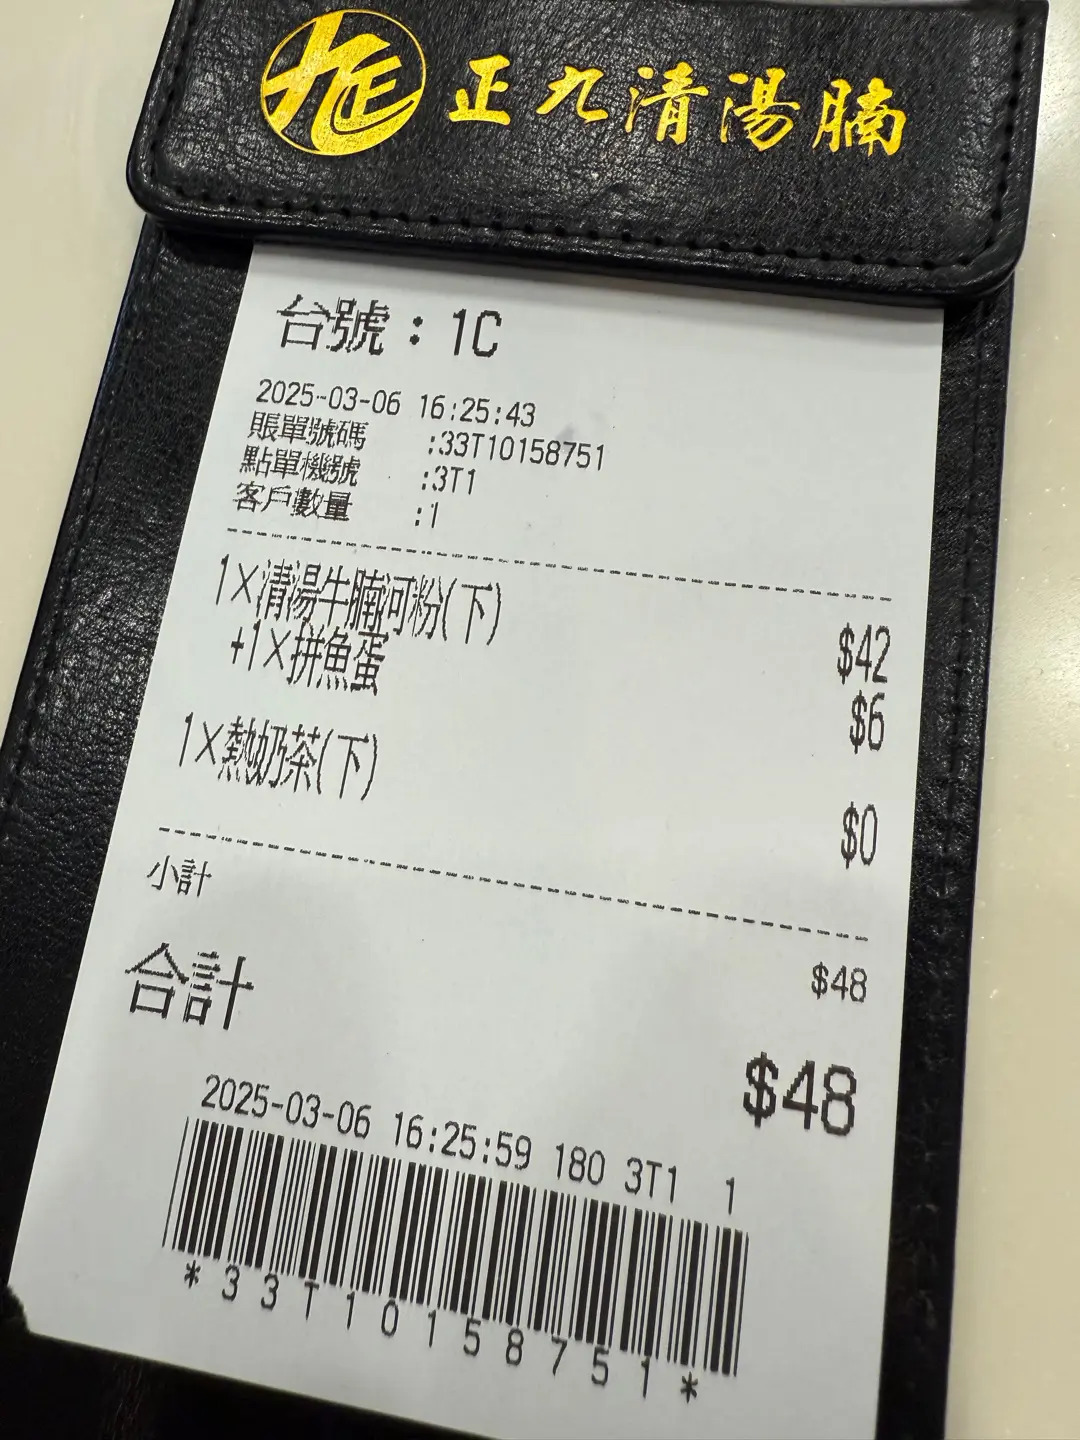 正九清湯腩
台號：1C
2025-03-06 16:25:43
賬單號碼 :33T10158751
點單機號 :3T1
客戶數量 :1
1×清湯牛腩河粉(下) $42
+1×拼魚蛋 $6
1×熱奶茶(下) $0
小計 $48
合計 $48
2025-03-06 16:25:59 180 3T1 1
*33T10158751*